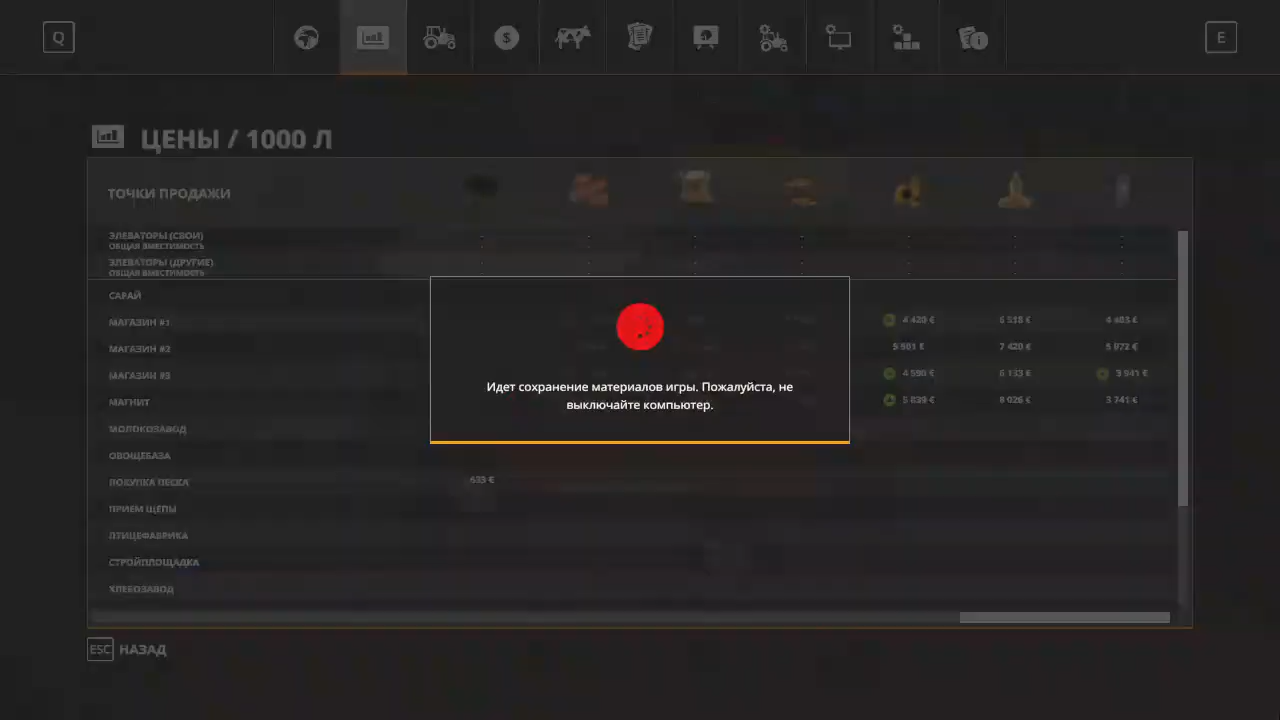 Q
E
ЦЕНЫ / 1000 Л
ТОЧКИ ПРОДАЖИ
ЭЛЕВАТОРЫ (СВОИ)
ОБЩАЯ ВМЕСТИМОСТЬ
ЭЛЕВАТОРЫ (ДРУГИЕ)
ОБЩАЯ ВМЕСТИМОСТЬ
САРАЙ
МАГАЗИН #1 4 420 € 6 518 € 4 403 €
МАГАЗИН #2 5 501 € 7 420 € 5 072 €
МАГАЗИН #3 4 590 € 6 133 € 3 941 €
МАГНИТ 5 839 € 8 026 € 3 741 €
МОЛОКОЗАВОД
ОВОЩЕБАЗА
ПОКУПКА ПЕСКА 633 €
ПРИЕМ ЩЕПЫ
ПТИЦЕФАБРИКА
СТРОЙПЛОЩАДКА
ХЛЕБОЗАВОД
Идет сохранение материалов игры. Пожалуйста, не
выключайте компьютер.
ESC НАЗАД